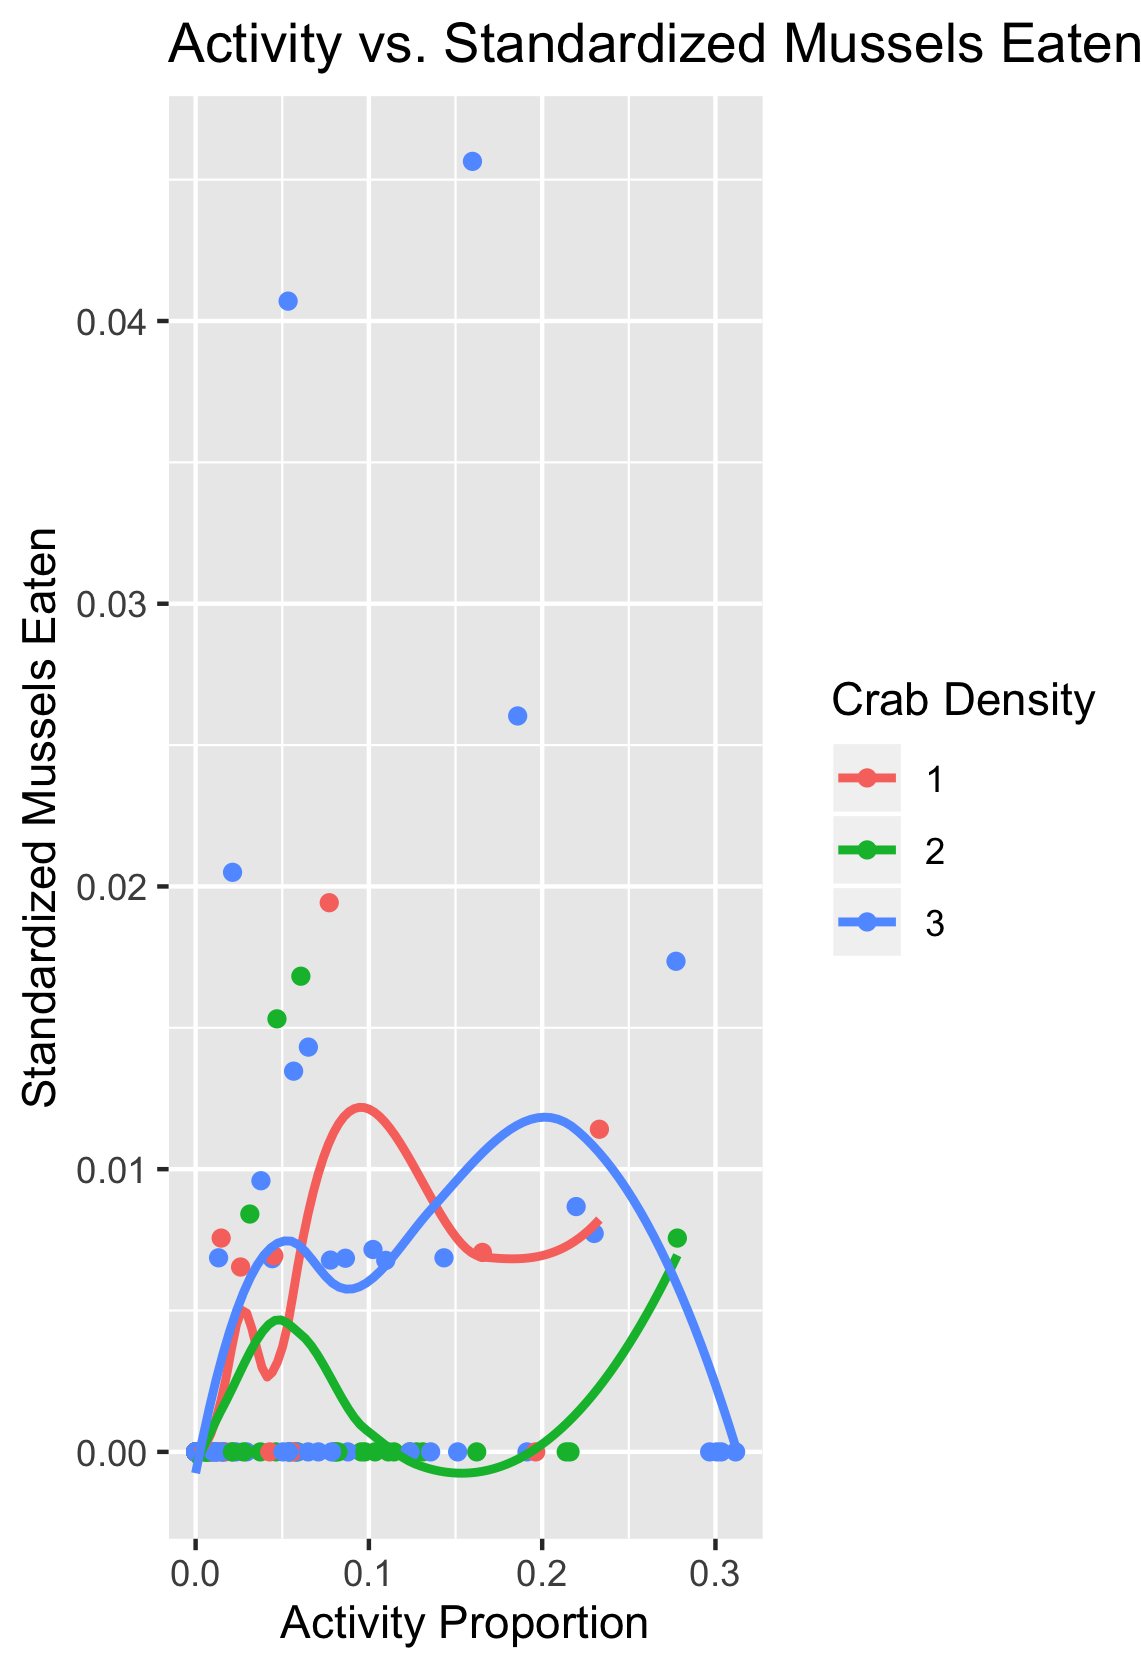 Activity vs. Standardized Mussels Eaten
Standardized Mussels Eaten
0.04
0.03
0.02
0.01
0.00
0.0 0.1 0.2 0.3
Activity Proportion
Crab Density
1
2
3